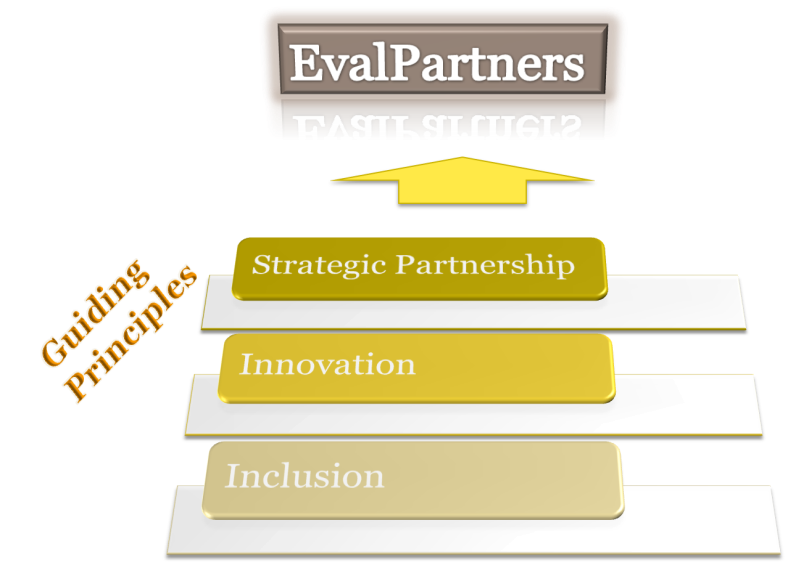 EvalPartners
Guiding
Principles
Strategic Partnership
Innovation
Inclusion